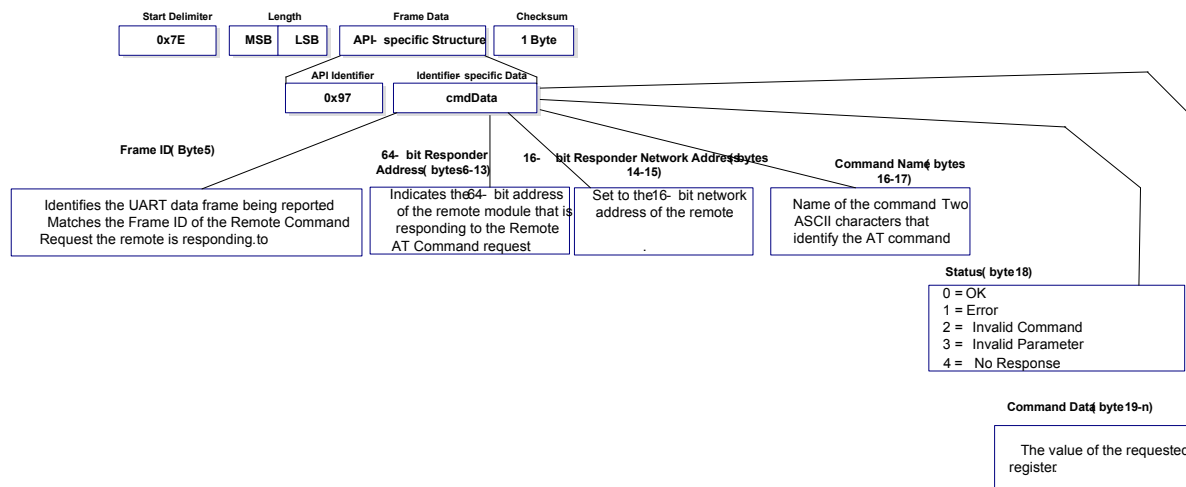 Start Delimiter Length Frame Data Checksum
0x7E MSB LSB API- specific Structure 1 Byte
API Identifier Identifier- specific Data
0x97 cmdData
Frame ID( Byte5)
64- bit Responder
Address( bytes6-13)
16- bit Responder Network Address( bytes
14-15)
Command Name( bytes
16-17)
Identifies the UART data frame being reported
Matches the Frame ID of the Remote Command
Request the remote is responding.to
Indicates the64- bit address
of the remote module that is
responding to the Remote
AT Command request
Set to the16- bit network
address of the remote
.
Name of the command Two
ASCII characters that
identify the AT command
Status( byte18)
0 = OK
1 = Error
2 = Invalid Command
3 = Invalid Parameter
4 = No Response
Command Data( byte19-n)
The value of the requested
register.